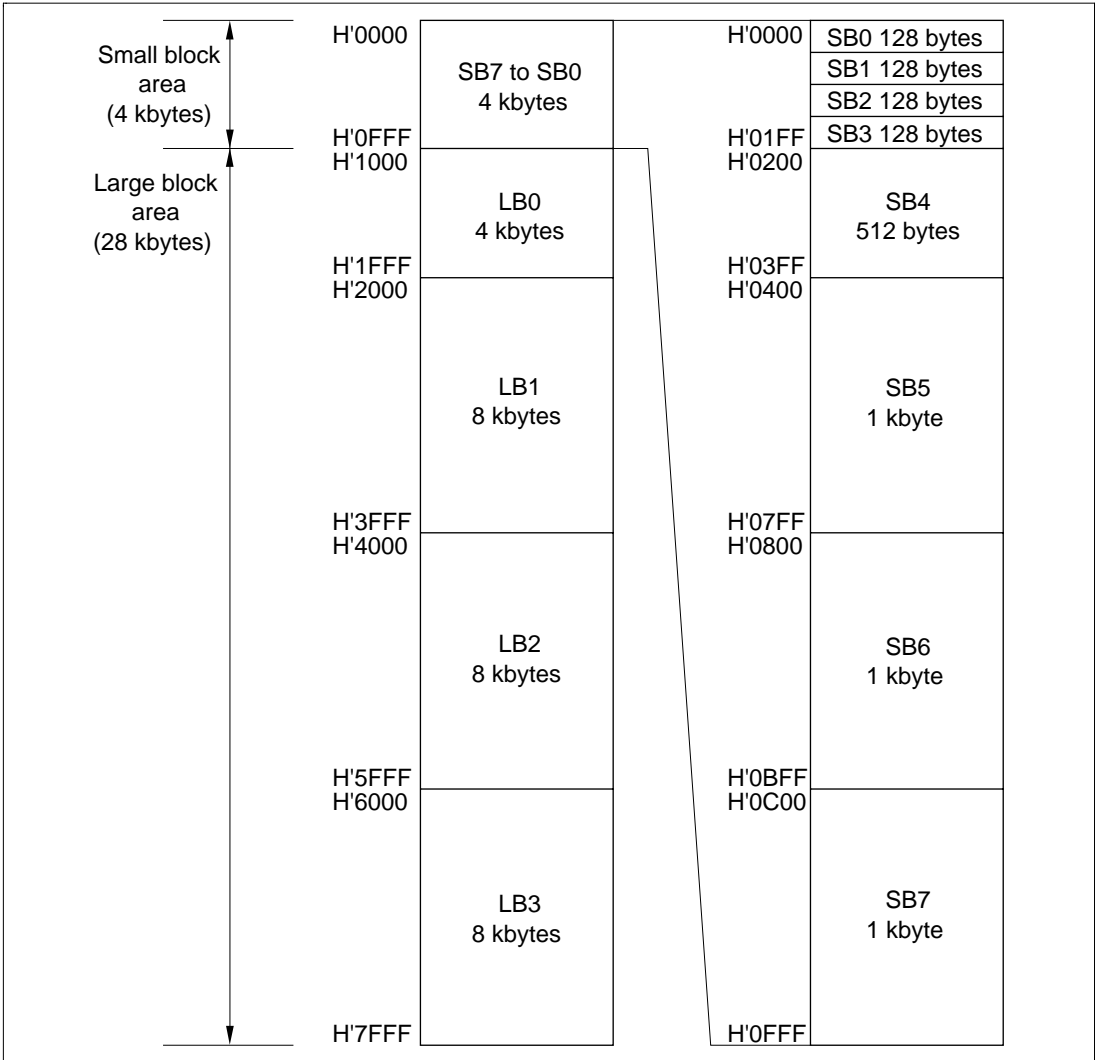 Small block
area
(4 kbytes)
Large block
area
(28 kbytes)
H'0000
SB7 to SB0
4 kbytes
H'0FFF
H'1000
LB0
4 kbytes
H'1FFF
H'2000
LB1
8 kbytes
H'3FFF
H'4000
LB2
8 kbytes
H'5FFF
H'6000
LB3
8 kbytes
H'7FFF
H'0000
SB0 128 bytes
SB1 128 bytes
SB2 128 bytes
SB3 128 bytes
H'01FF
H'0200
SB4
512 bytes
H'03FF
H'0400
SB5
1 kbyte
H'07FF
H'0800
SB6
1 kbyte
H'0BFF
H'0C00
SB7
1 kbyte
H'0FFF